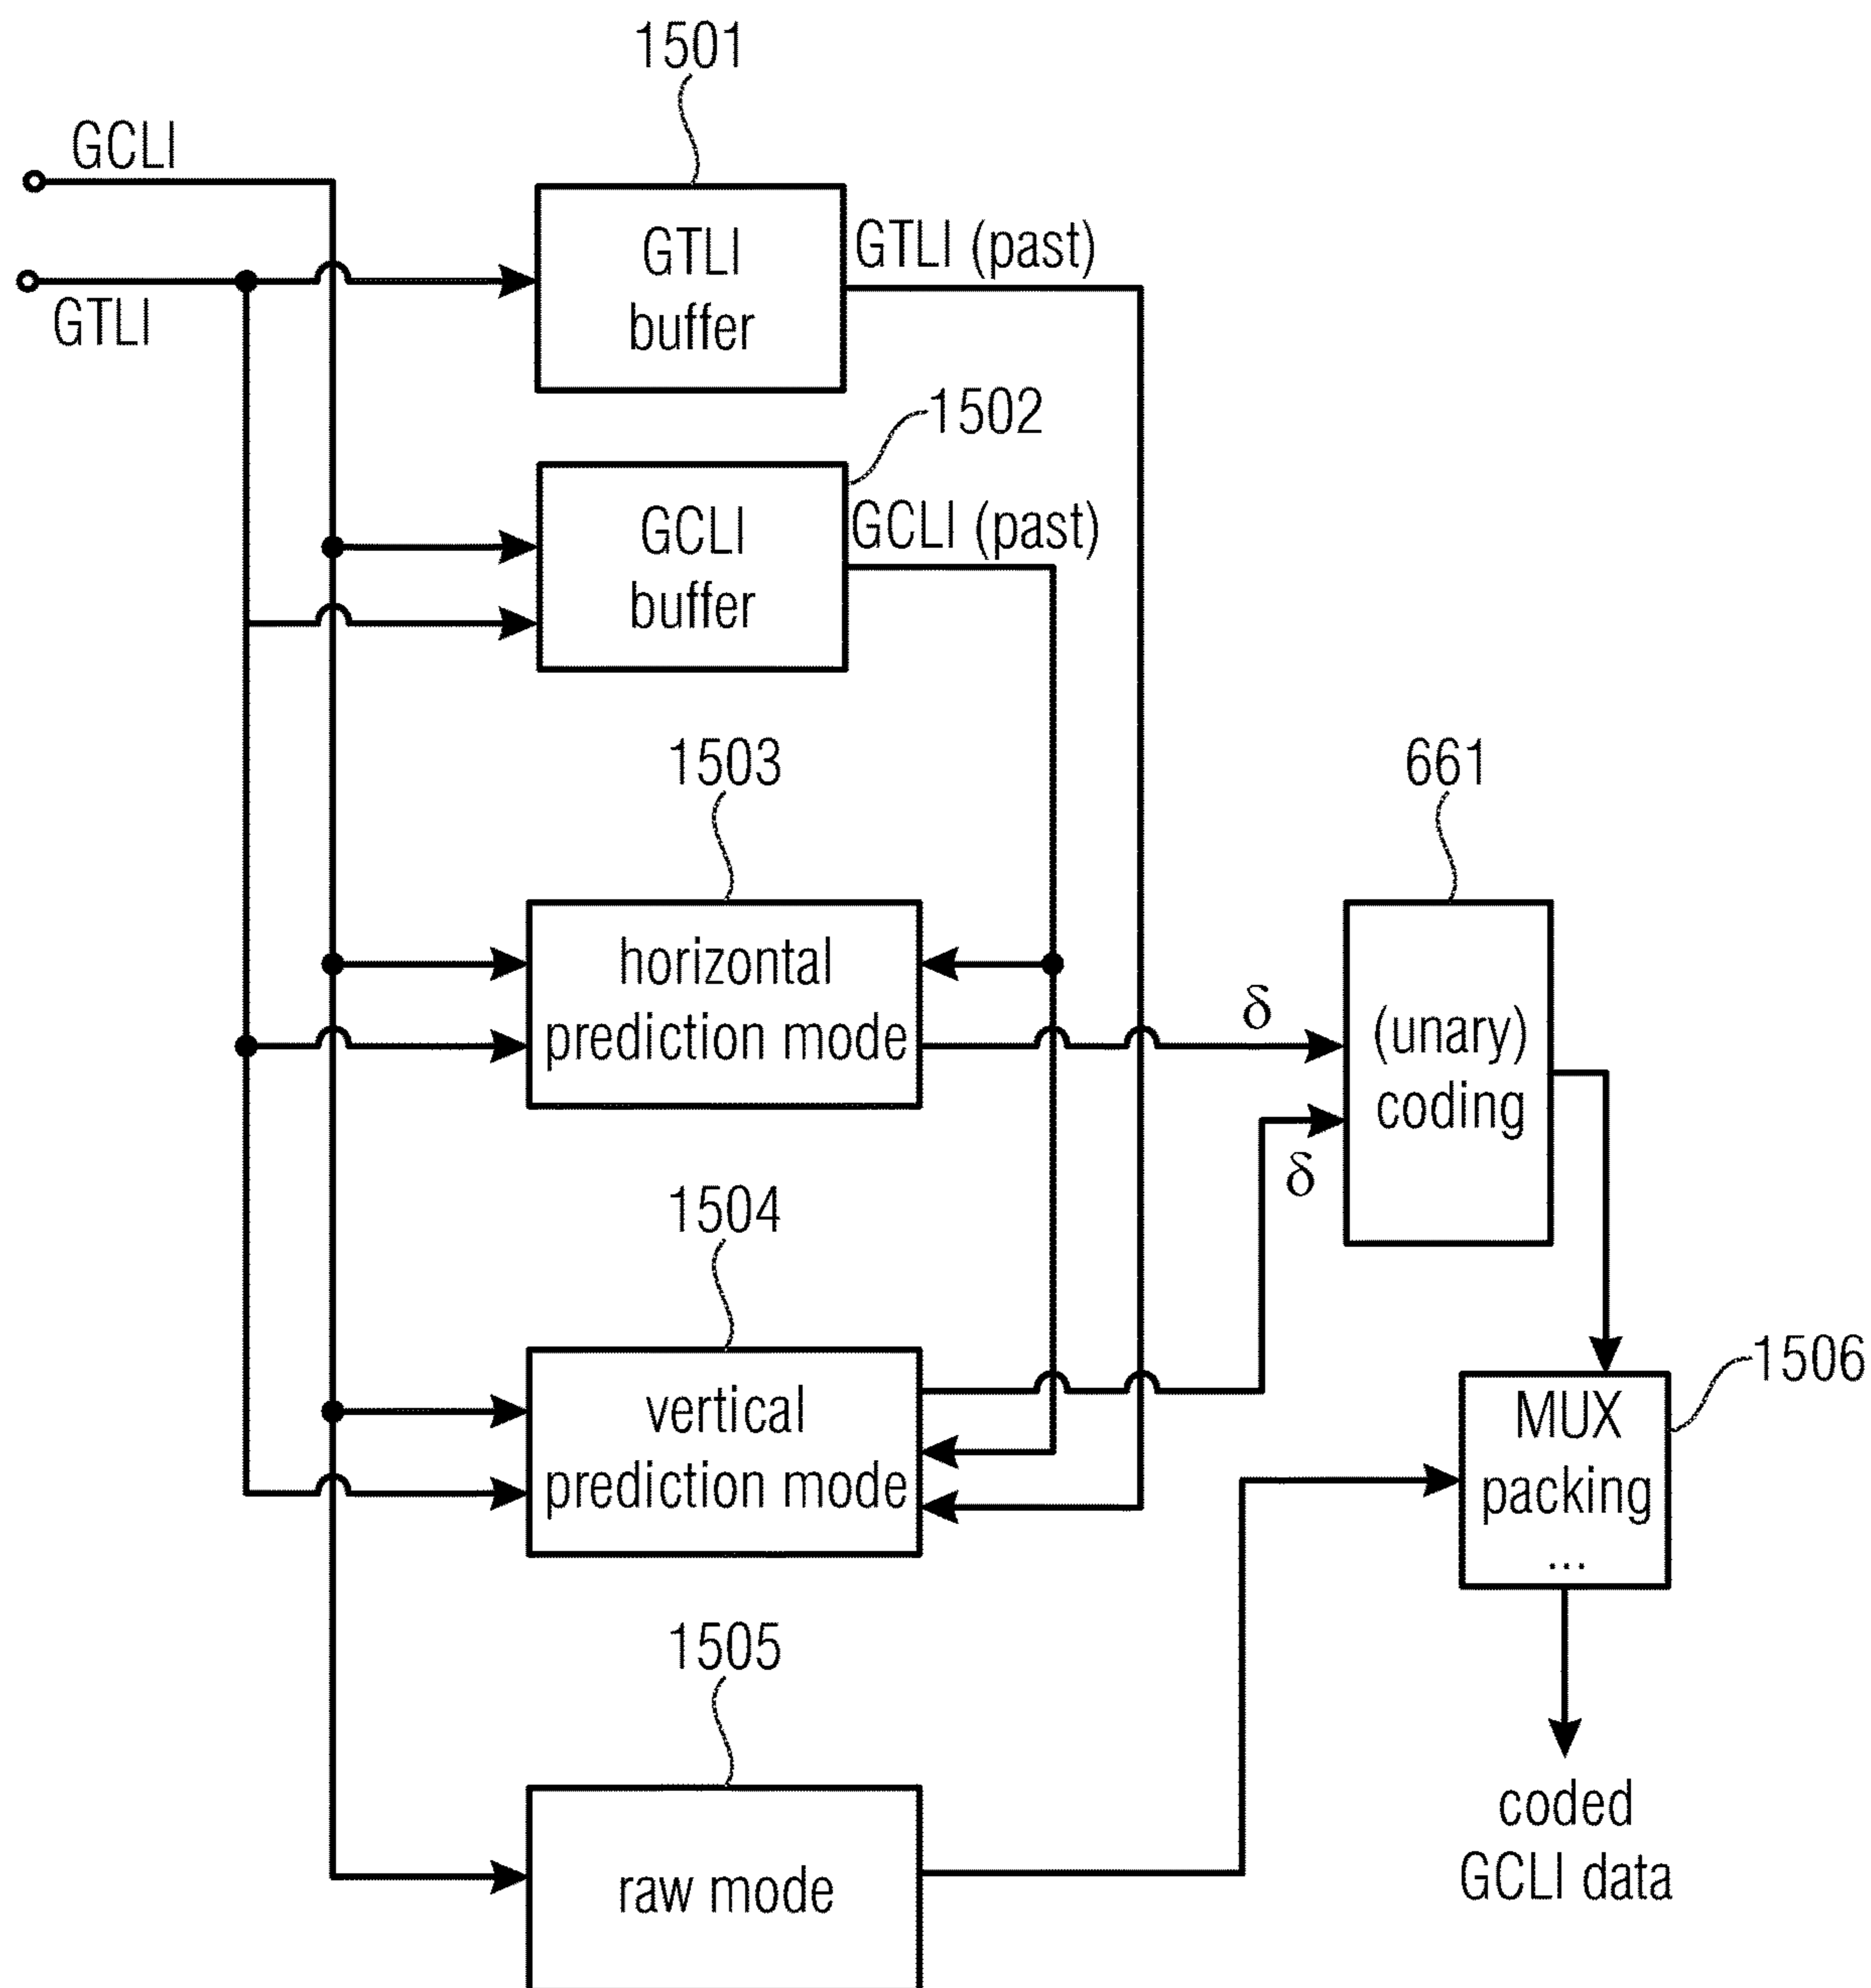 1501
GCLI
GTLI
GTLI
buffer
GTLI (past)
1502
GCLI
buffer
GCLI (past)
1503
661
horizontal
prediction mode
δ
(unary)
coding
δ
1504
1506
vertical
prediction mode
MUX
packing
...
1505
raw mode
coded
GCLI data